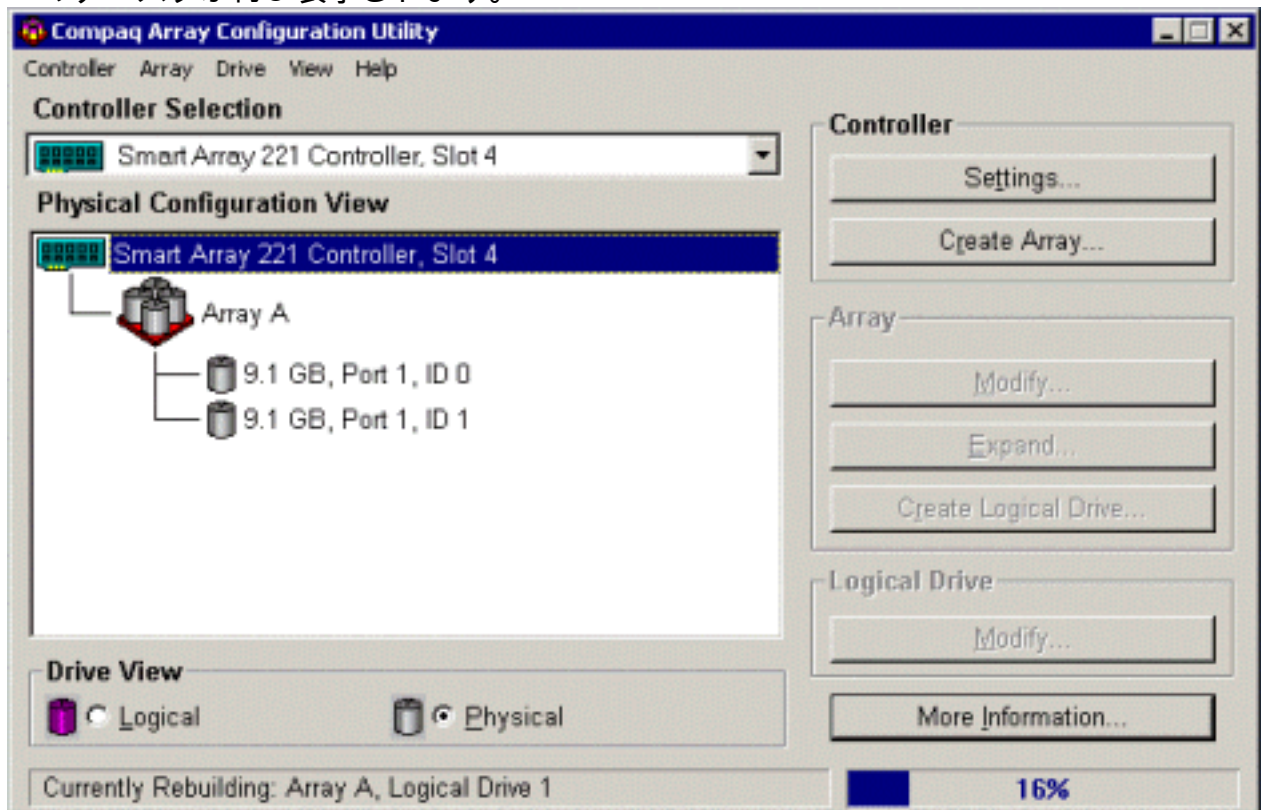 Compaq Array Configuration Utility
Controller Array Drive View Help
Controller Selection
Smart Array 221 Controller, Slot 4
Physical Configuration View
Smart Array 221 Controller, Slot 4
Array A
9.1 GB, Port 1, ID 0
9.1 GB, Port 1, ID 1
Drive View
Logical
Physical
Controller
Settings...
Create Array...
Array
Modify...
Expand...
Create Logical Drive...
Logical Drive
Modify...
More Information...
Currently Rebuilding: Array A, Logical Drive 1
16%